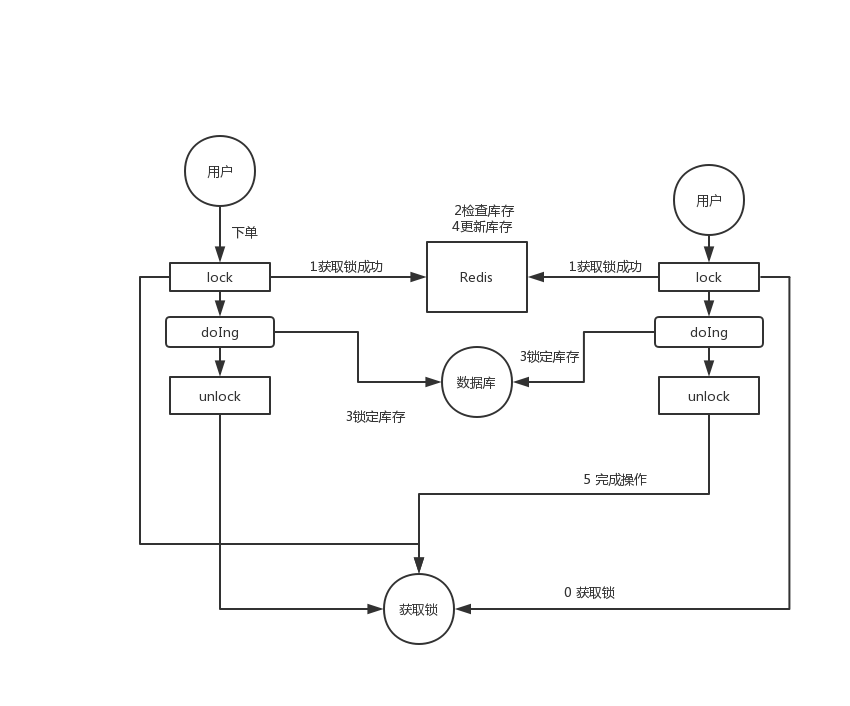 用户
用户
2检查库存
4更新库存
下单
1获取锁成功
1获取锁成功
lock
Redis
lock
doIng
doIng
3锁定库存
数据库
unlock
unlock
3锁定库存
5 完成操作
0 获取锁
获取锁